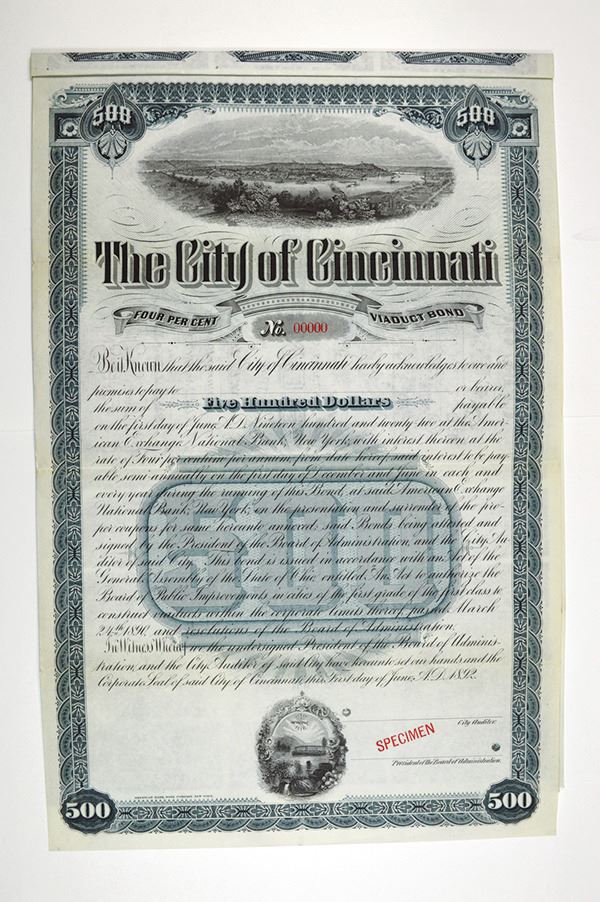 500 500
The City of Cincinnati
FOUR PER CENT VIADUCT BOND
No. 00000
Be it Known that the said City of Cincinnati hereby acknowledges to owe and
promises to pay to or bearer,
the sum of Five Hundred Dollars payable
on the first day of June, A.D. Nineteen hundred and twenty two at the Amer-
ican Exchange National Bank, New York, with interest thereon at the
rate of Four per centum per annum from date hereof said interest to be pay-
able semi-annually on the first day of December and June in each and
every year during the running of this Bond, at said American Exchange
National Bank, New York, on the presentation and surrender of the pro-
per coupons for same hereunto annexed, said Bonds being attested and
signed by the President of the Board of Administration, and the City Au-
ditor of said City. This bond is issued in accordance with an Act of the
General Assembly of the State of Ohio, entitled An Act to authorize the
Board of Public Improvements in cities of the first grade of the first class to
construct viaducts within the corporate limits thereof, passed March
24th 1890, and resolutions of the Board of Administration.
In Witness Whereof, we the undersigned President of the Board of Adminis-
tration, and the City Auditor of said City have hereunto set our hands, and the
Corporate Seal of said City of Cincinnati, this First day of June, A.D. 1892.
City Auditor.
SPECIMEN
President of the Board of Administration.
AMERICAN BANK NOTE COMPANY, NEW YORK.
500 500
500